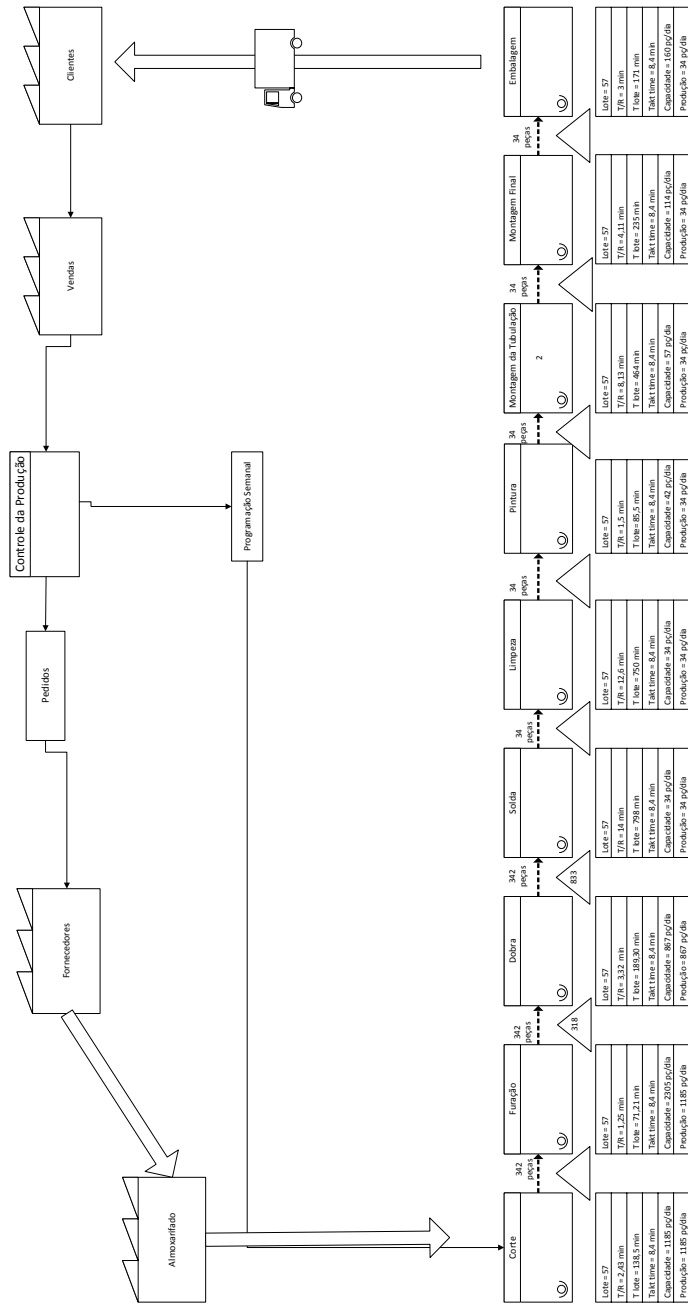 Almoxarifado
Fornecedores
Pedidos
Controle da Produção
Vendas
Clientes
Programação Semanal
Corte
342
peças
Furação
342
peças
Dobra
342
peças
Solda
34
peças
Limpeza
34
peças
Pintura
34
peças
Montagem da Tubulação
2
34
peças
Montagem Final
34
peças
Embalagem
318
833
Lote = 57
T/R = 2,43 min
T lote = 138,5 min
Takt time = 8,4 min
Capacidade = 1185 pç/dia
Produção = 1185 pç/dia
Lote = 57
T/R = 1,25 min
T lote = 71,21 min
Takt time = 8,4 min
Capacidade = 2305 pç/dia
Produção = 1185 pç/dia
Lote = 57
T/R = 3,32 min
T lote = 189,30 min
Takt time = 8,4 min
Capacidade = 867 pç/dia
Produção = 867 pç/dia
Lote = 57
T/R = 14 min
T lote = 798 min
Takt time = 8,4 min
Capacidade = 34 pç/dia
Produção = 34 pç/dia
Lote = 57
T/R = 12,6 min
T lote = 750 min
Takt time = 8,4 min
Capacidade = 34 pç/dia
Produção = 34 pç/dia
Lote = 57
T/R = 1,5 min
T lote = 85,5 min
Takt time = 8,4 min
Capacidade = 42 pç/dia
Produção = 34 pç/dia
Lote = 57
T/R = 8,13 min
T lote = 464 min
Takt time = 8,4 min
Capacidade = 57 pç/dia
Produção = 34 pç/dia
Lote = 57
T/R = 4,11 min
T lote = 235 min
Takt time = 8,4 min
Capacidade = 114 pç/dia
Produção = 34 pç/dia
Lote = 57
T/R = 3 min
T lote = 171 min
Takt time = 8,4 min
Capacidade = 160 pç/dia
Produção = 34 pç/dia